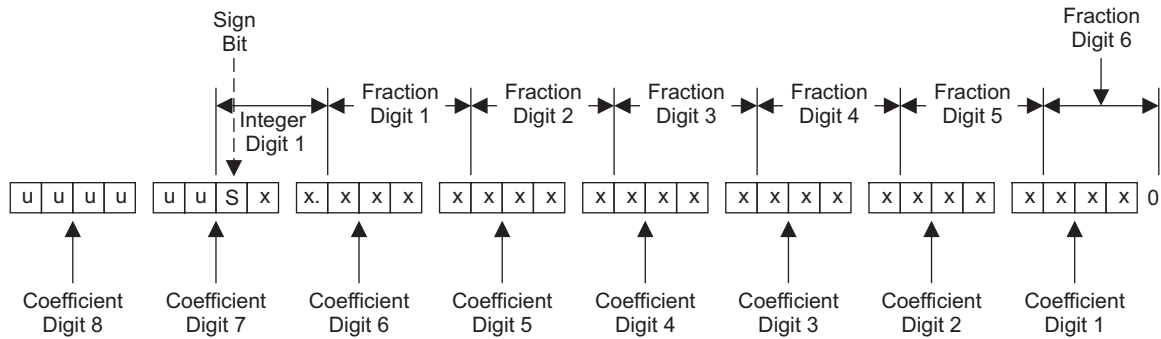 Sign
Bit
Fraction
Digit 6
Integer
Digit 1
Fraction
Digit 1
Fraction
Digit 2
Fraction
Digit 3
Fraction
Digit 4
Fraction
Digit 5
u u u u u u S x x. x x x x x x x x x x x x x x x x x x x x x x x 0
Coefficient
Digit 8
Coefficient
Digit 7
Coefficient
Digit 6
Coefficient
Digit 5
Coefficient
Digit 4
Coefficient
Digit 3
Coefficient
Digit 2
Coefficient
Digit 1